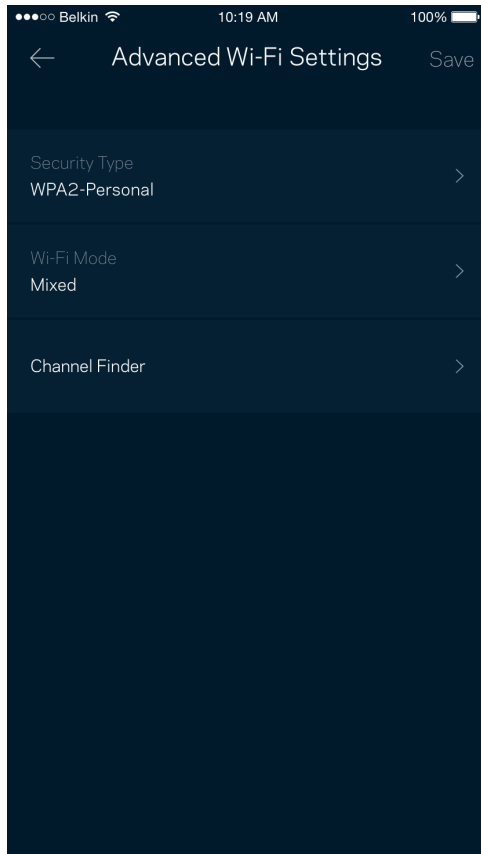 Belkin 10:19 AM 100%
Advanced Wi-Fi Settings Save
Security Type
WPA2-Personal
Wi-Fi Mode
Mixed
Channel Finder